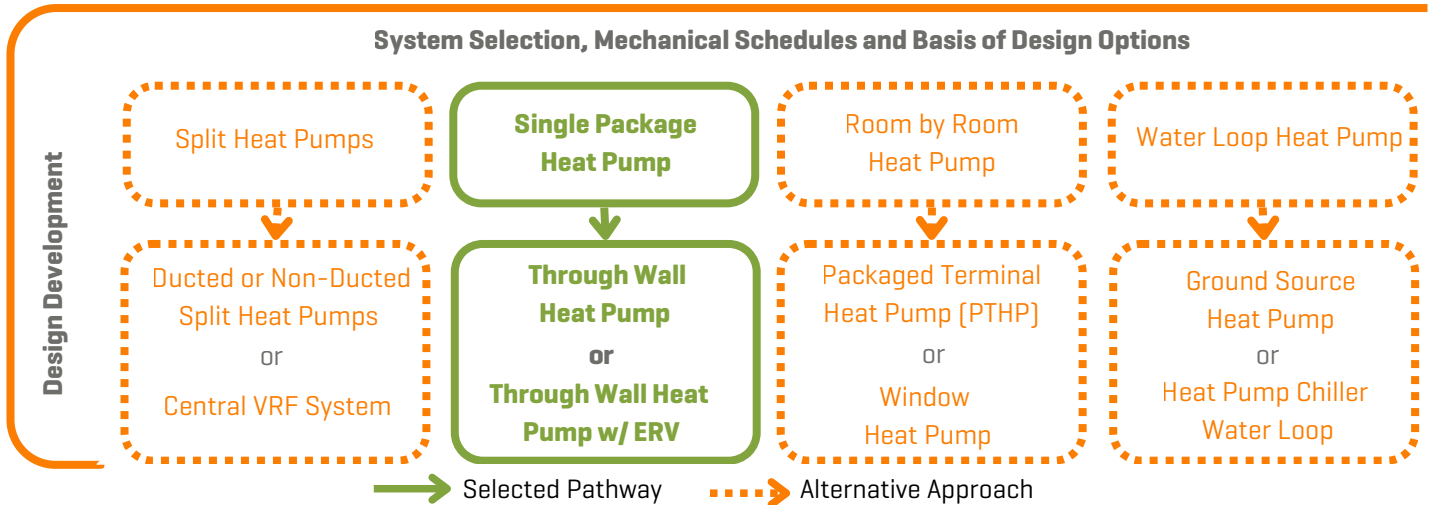 System Selection, Mechanical Schedules and Basis of Design Options
Design Development
Split Heat Pumps
Single Package
Heat Pump
Room by Room
Heat Pump
Water Loop Heat Pump
Ducted or Non-Ducted
Split Heat Pumps
or
Central VRF System
Through Wall
Heat Pump
or
Through Wall Heat
Pump w/ ERV
Packaged Terminal
Heat Pump (PTHP)
or
Window
Heat Pump
Ground Source
Heat Pump
or
Heat Pump Chiller
Water Loop
Selected Pathway
Alternative Approach